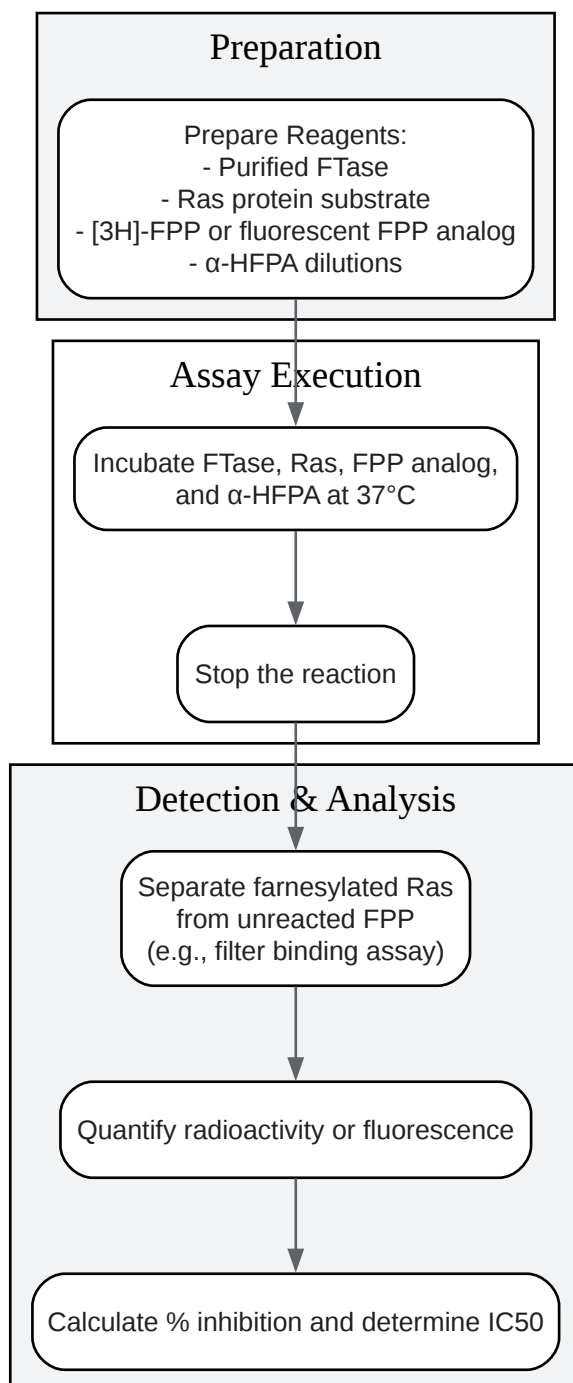 Preparation
Prepare Reagents:
- Purified FTase
- Ras protein substrate
- [3H]-FPP or fluorescent FPP analog
- α-HFPA dilutions
Assay Execution
Incubate FTase, Ras, FPP analog,
and α-HFPA at 37°C
Stop the reaction
Detection & Analysis
Separate farnesylated Ras
from unreacted FPP
(e.g., filter binding assay)
Quantify radioactivity or fluorescence
Calculate % inhibition and determine IC50